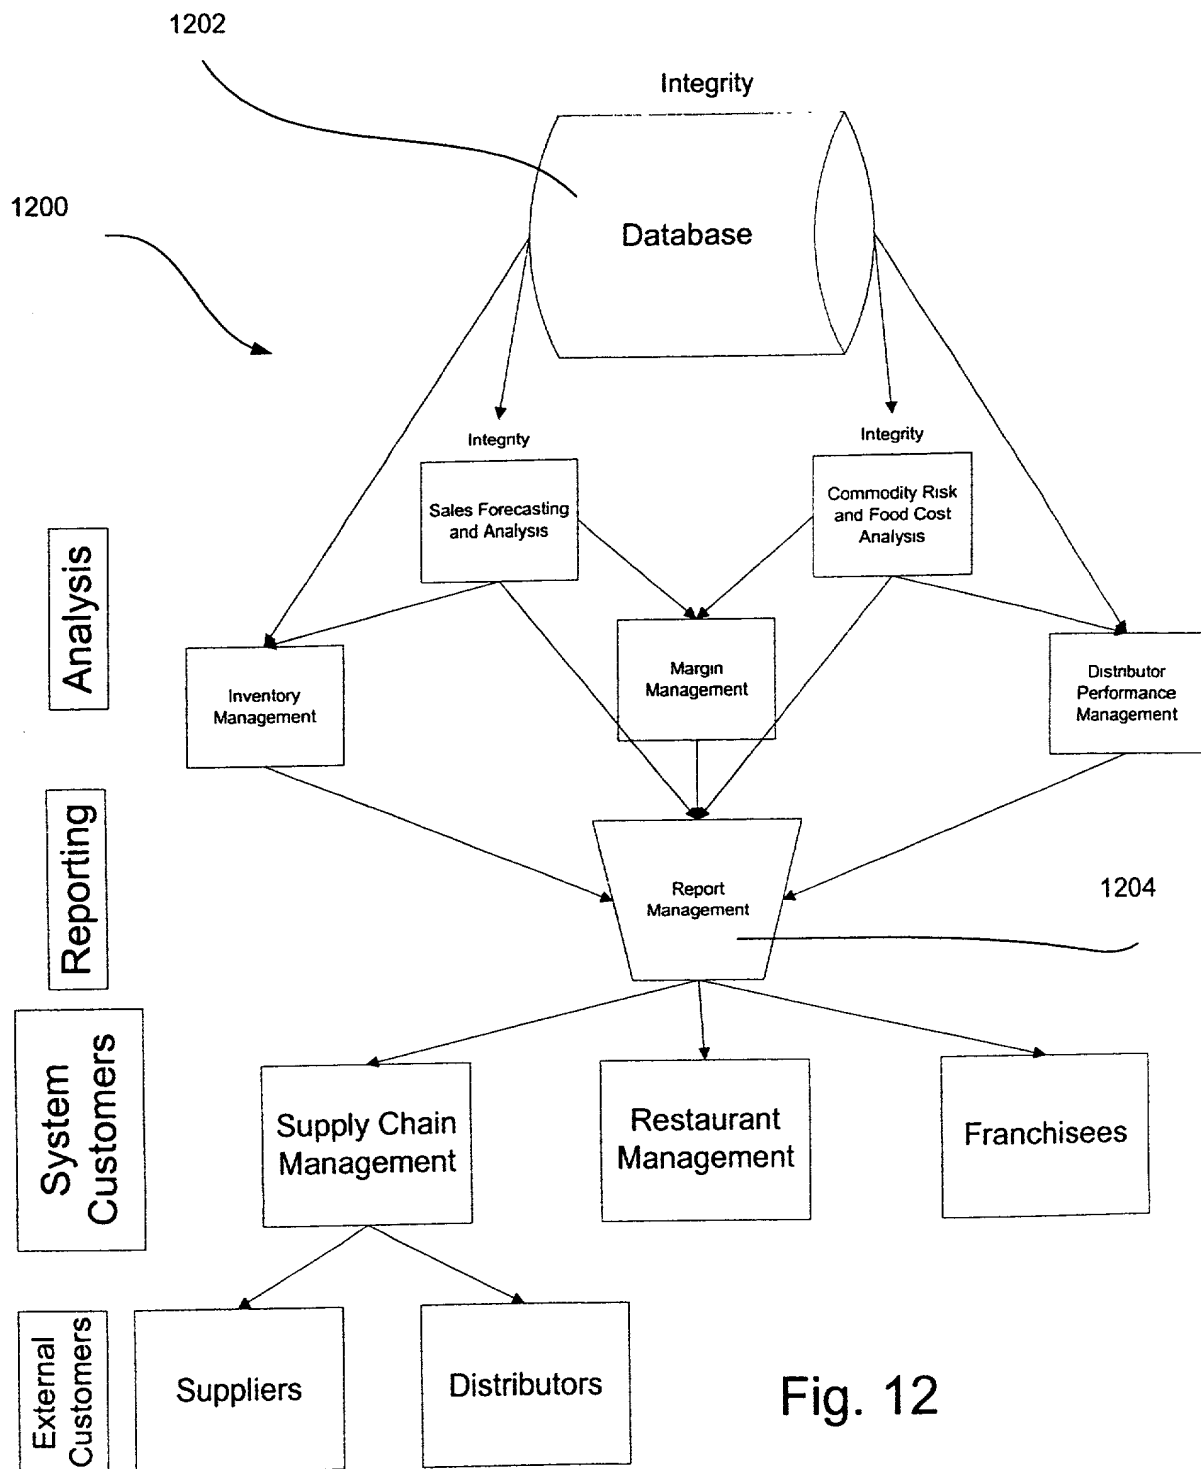 1202
Integrity
1200
Database
Integrity
Integrity
Sales Forecasting
and Analysis
Commodity Risk
and Food Cost
Analysis
Analysis
Inventory
Management
Margin
Management
Distributor
Performance
Management
Reporting
Report
Management
1204
System
Customers
Supply Chain
Management
Restaurant
Management
Franchisees
External
Customers
Suppliers
Distributors
Fig. 12